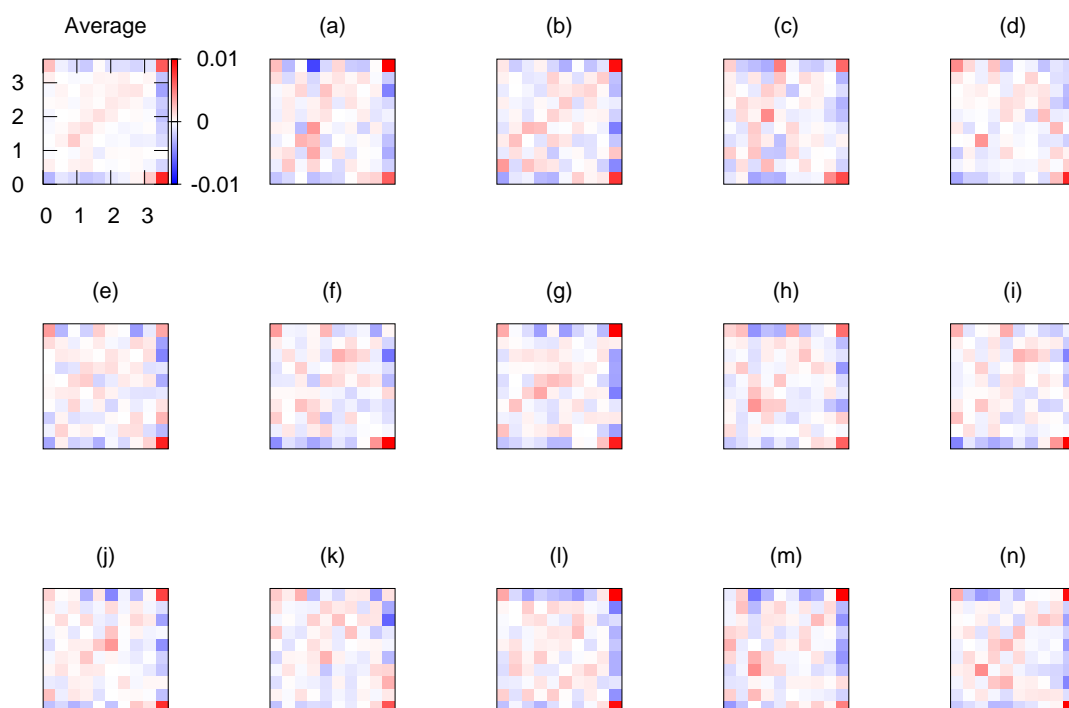 Average (a) (b) (c) (d)
3 0.01
2 0
1
0 -0.01
0 1 2 3
(e) (f) (g) (h) (i)
(j) (k) (l) (m) (n)